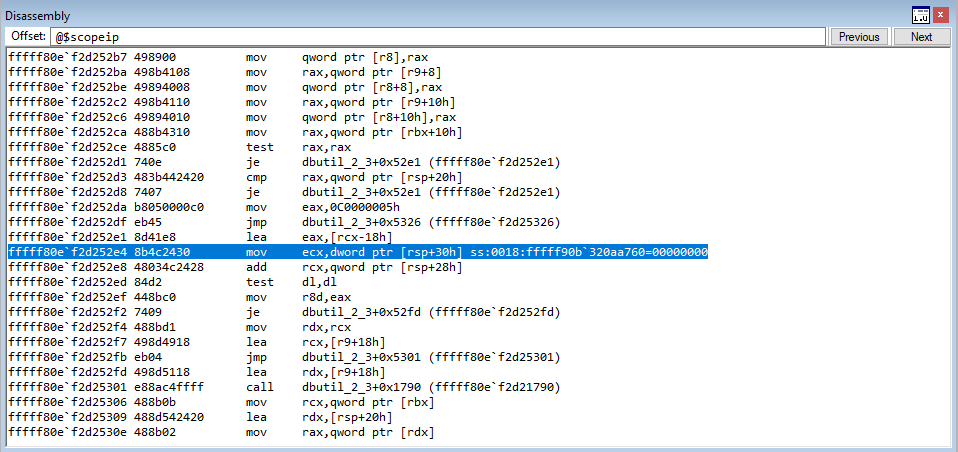 Disassembly
Offset: @$scopeip Previous Next
fffff80e`f2d252b7 498900 mov qword ptr [r8],rax
fffff80e`f2d252ba 498b4108 mov rax,qword ptr [r9+8]
fffff80e`f2d252be 49894008 mov qword ptr [r8+8],rax
fffff80e`f2d252c2 498b4110 mov rax,qword ptr [r9+10h]
fffff80e`f2d252c6 49894010 mov qword ptr [r8+10h],rax
fffff80e`f2d252ca 488b4310 mov rax,qword ptr [rbx+10h]
fffff80e`f2d252ce 4885c0 test rax,rax
fffff80e`f2d252d1 740e je dbutil_2_3+0x52e1 (fffff80e`f2d252e1)
fffff80e`f2d252d3 483b442420 cmp rax,qword ptr [rsp+20h]
fffff80e`f2d252d8 7407 je dbutil_2_3+0x52e1 (fffff80e`f2d252e1)
fffff80e`f2d252da b8050000c0 mov eax,0C0000005h
fffff80e`f2d252df eb45 jmp dbutil_2_3+0x5326 (fffff80e`f2d25326)
fffff80e`f2d252e1 8d41e8 lea eax,[rcx-18h]
fffff80e`f2d252e4 8b4c2430 mov ecx,dword ptr [rsp+30h] ss:0018:fffff90b`320aa760=00000000
fffff80e`f2d252e8 48034c2428 add rcx,qword ptr [rsp+28h]
fffff80e`f2d252ed 84d2 test dl,dl
fffff80e`f2d252ef 448bc0 mov r8d,eax
fffff80e`f2d252f2 7409 je dbutil_2_3+0x52fd (fffff80e`f2d252fd)
fffff80e`f2d252f4 488bd1 mov rdx,rcx
fffff80e`f2d252f7 498d4918 lea rcx,[r9+18h]
fffff80e`f2d252fb eb04 jmp dbutil_2_3+0x5301 (fffff80e`f2d25301)
fffff80e`f2d252fd 498d5118 lea rdx,[r9+18h]
fffff80e`f2d25301 e88ac4ffff call dbutil_2_3+0x1790 (fffff80e`f2d21790)
fffff80e`f2d25306 488b0b mov rcx,qword ptr [rbx]
fffff80e`f2d25309 488d542420 lea rdx,[rsp+20h]
fffff80e`f2d2530e 488b02 mov rax,qword ptr [rdx]